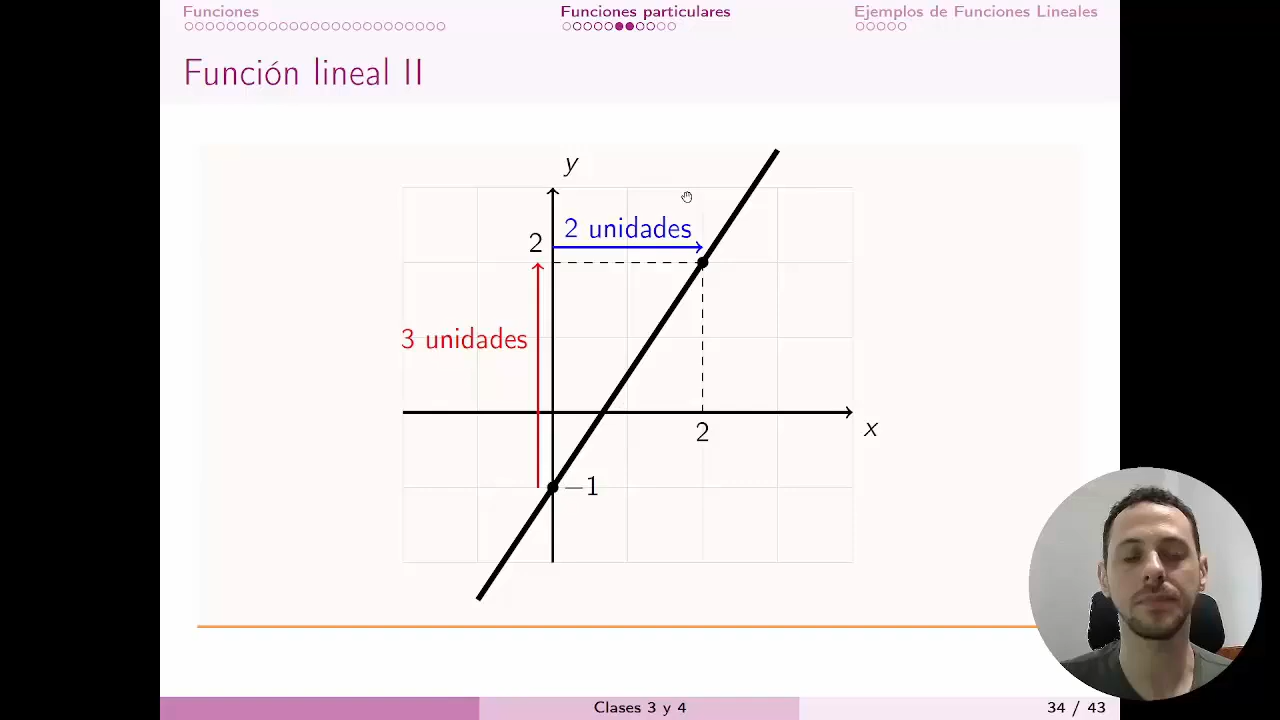 Funciones
Funciones particulares
Ejemplos de Funciones Lineales
Función lineal II
y
2 unidades
2
3 unidades
2
x
−1
Clases 3 y 4
34 / 43